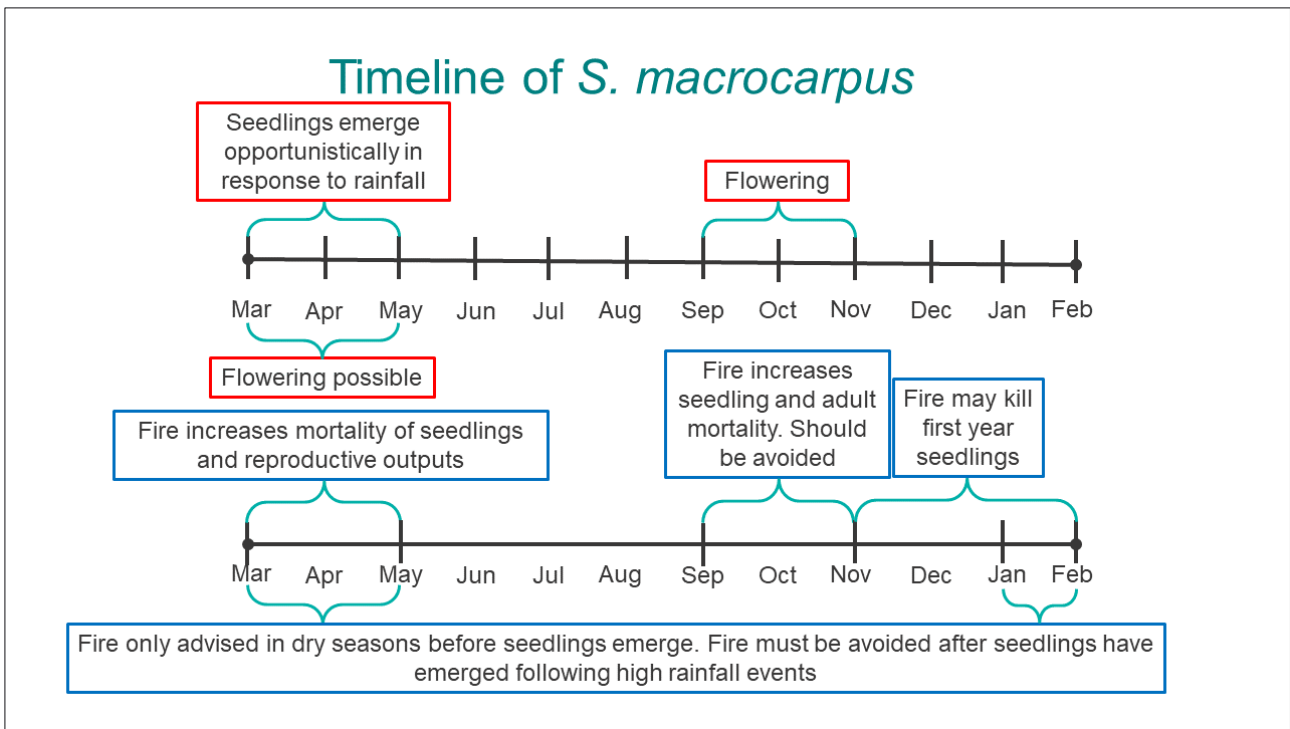 Timeline of S. macrocarpus
Seedlings emerge
opportunistically in
response to rainfall
Flowering
Mar Apr May Jun Jul Aug Sep Oct Nov Dec Jan Feb
Flowering possible
Fire increases mortality of seedlings
and reproductive outputs
Fire increases
seedling and adult
mortality. Should
be avoided
Fire may kill
first year
seedlings
Mar Apr May Jun Jul Aug Sep Oct Nov Dec Jan Feb
Fire only advised in dry seasons before seedlings emerge. Fire must be avoided after seedlings have
emerged following high rainfall events